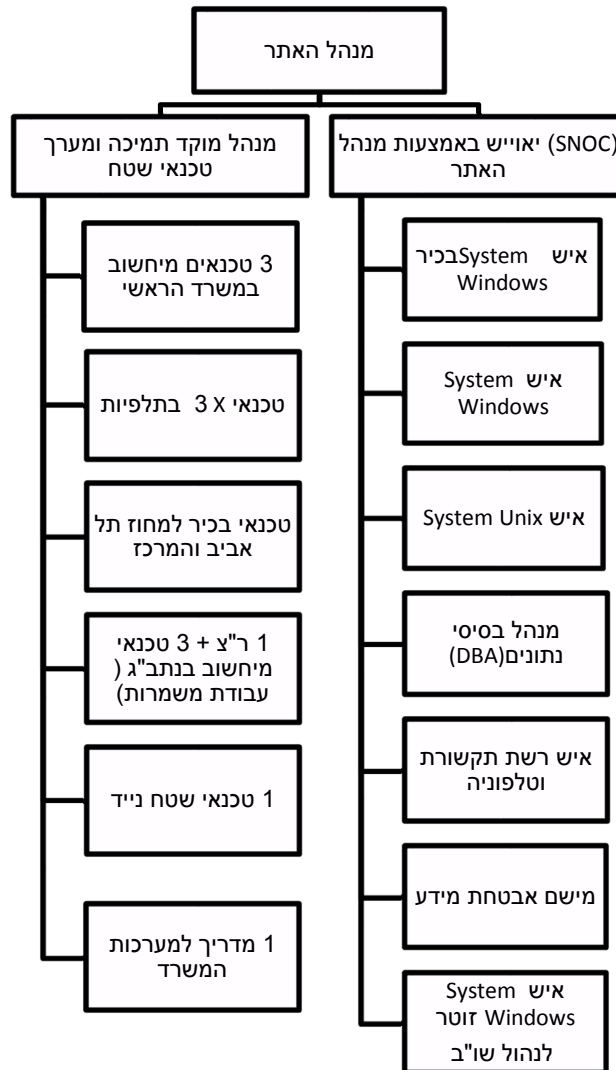 מנהל האתר
(SNOC) יאוייש באמצעות מנהל
האתר
איש System בכיר
Windows
איש System
Windows
איש System Unix
מנהל בסיסי
נתונים(DBA)
איש רשת תקשורת
וטלפוניה
מישם אבטחת מידע
איש System
Windows זוטר
לנהול שו"ב
מנהל מוקד תמיכה ומערך
טכנאי שטח
3 טכנאים מיחשוב
במשרד הראשי
טכנאי X 3 בתלפיות
טכנאי בכיר למחוז תל
אביב והמרכז
1 ר"צ + 3 טכנאי
מיחשוב בנתב"ג (
עבודת משמרות)
1 טכנאי שטח נייד
1 מדריך למערכות
המשרד